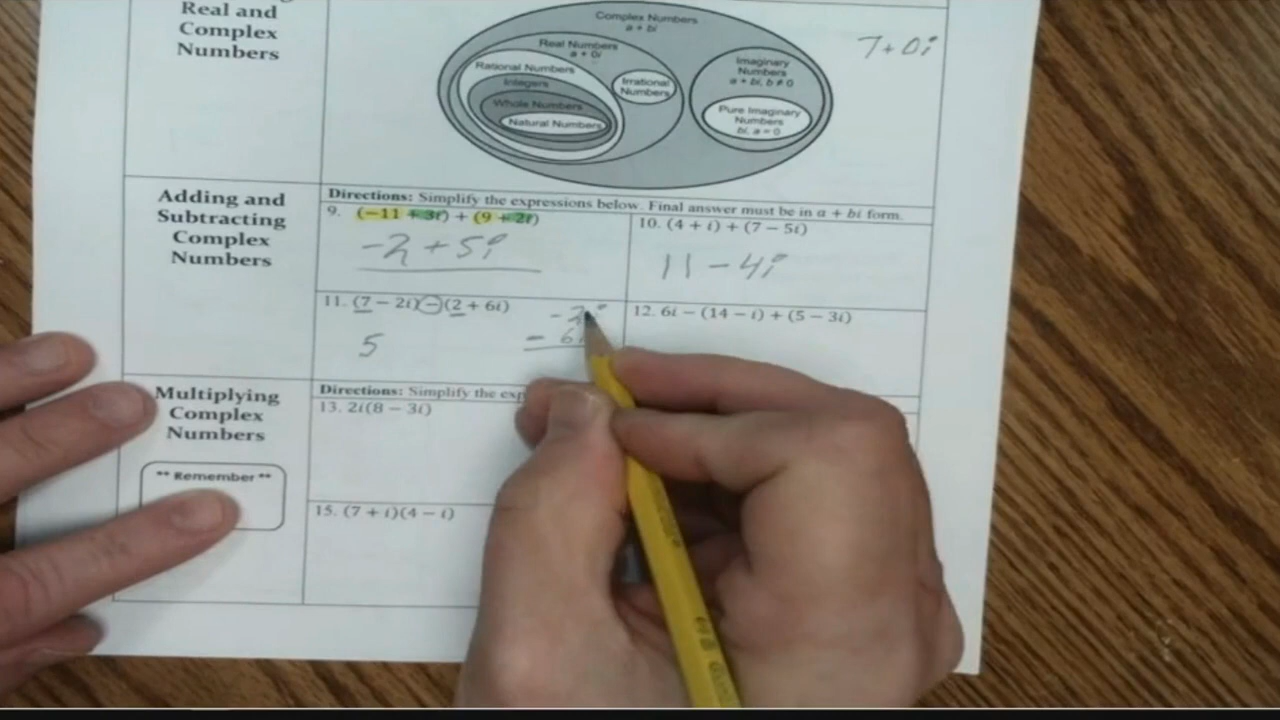 Real and
Complex
Numbers
Complex Numbers
a + bi
Real Numbers
a + 0i
Rational Numbers
Integers
Whole Numbers
Natural Numbers
Irrational
Numbers
Imaginary
Numbers
a + bi, b ≠ 0
Pure Imaginary
Numbers
bi, a = 0
7 + 0i
Adding and
Subtracting
Complex
Numbers
Directions: Simplify the expressions below. Final answer must be in a + bi form.
9. (−11 + 3i) + (9 + 2i)
-2 + 5i
10. (4 + i) + (7 − 5i)
11 - 4i
11. (7 − 2i) − (2 + 6i)
5
- 2i
- 6i
12. 6i − (14 − i) + (5 − 3i)
Multiplying
Complex
Numbers
** Remember **
Directions: Simplify the
13. 2i(8 − 3i)
15. (7 + i)(4 − i)